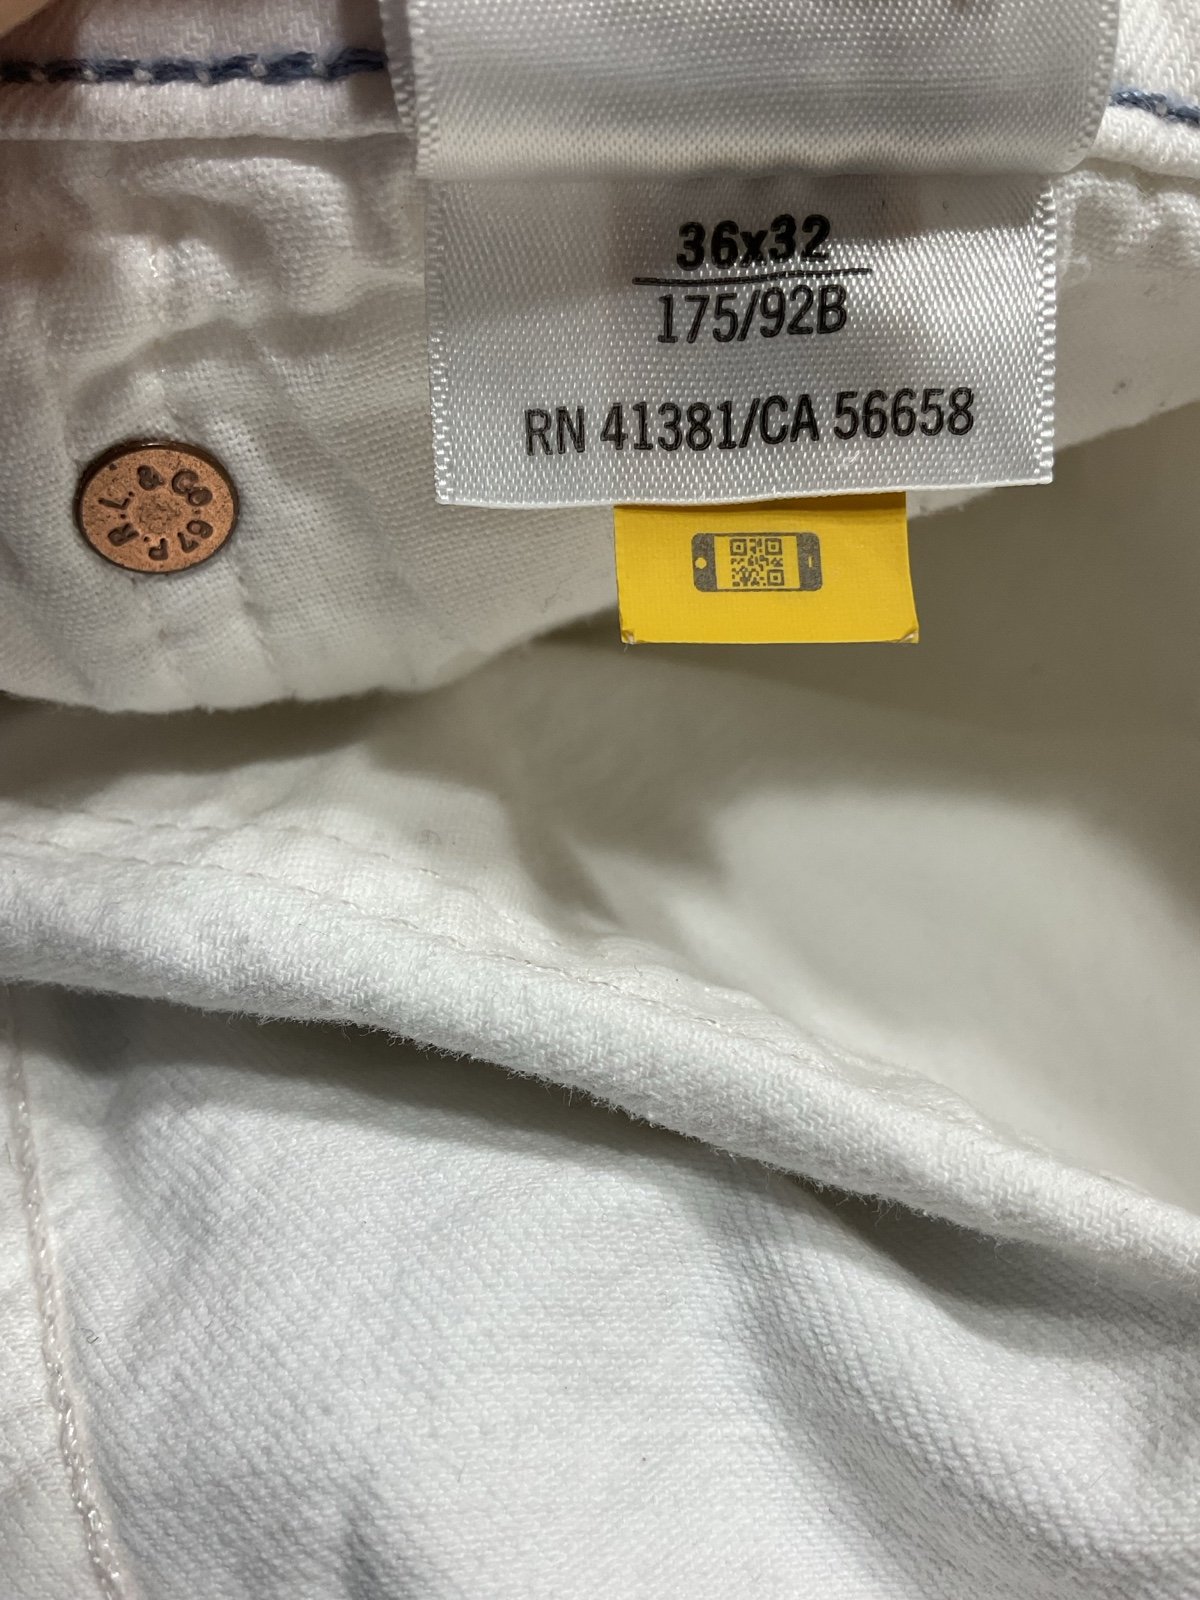 36x32
175/92B
RN 41381/CA 56658
P.R.L. & CO. 67